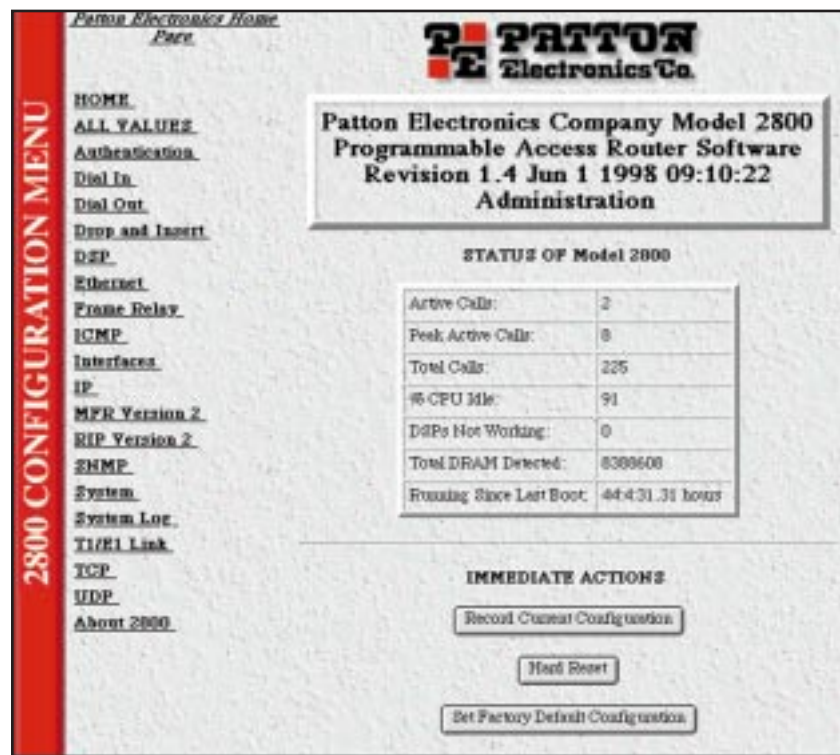 2800 CONFIGURATION MENU
Patton Electronics Home
Page
HOME
ALL VALUES
Authentication
Dial In
Dial Out
Drop and Insert
DSP
Ethernet
Frame Relay
ICMP
Interfaces
IP
MFR Version 2
RIP Version 2
SNMP
System
System Log
T1/E1 Link
TCP
UDP
About 2800
PE PATTON
Electronics Co.
Patton Electronics Company Model 2800
Programmable Access Router Software
Revision 1.4 Jun 1 1998 09:10:22
Administration
STATUS OF Model 2800
Active Calls: 2
Peak Active Calls: 8
Total Calls: 225
% CPU Idle: 91
DSPs Not Working: 0
Total DRAM Detected: 8388608
Running Since Last Boot: 44:4:31.31 hours
IMMEDIATE ACTIONS
Record Current Configuration
Hard Reset
Set Factory Default Configuration